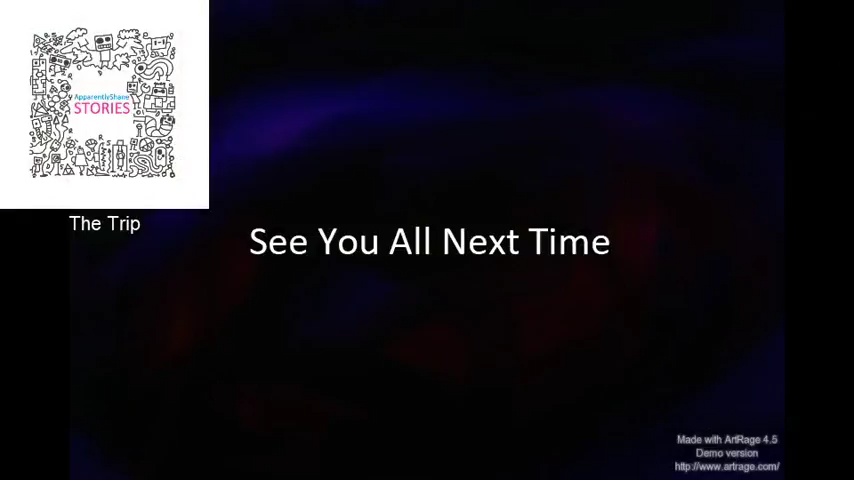 ApparentlyShane
STORIES
The Trip
See You All Next Time
Made with ArtRage 4.5
Demo version
http://www.artrage.com/